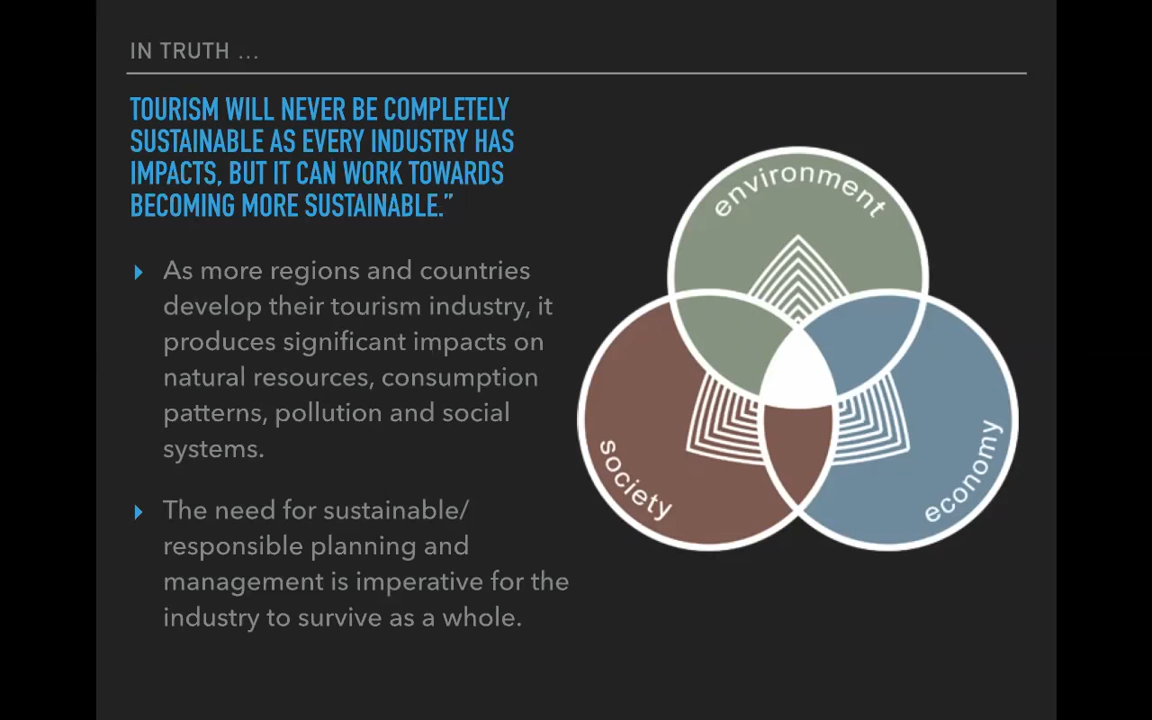 IN TRUTH …
TOURISM WILL NEVER BE COMPLETELY
SUSTAINABLE AS EVERY INDUSTRY HAS
IMPACTS, BUT IT CAN WORK TOWARDS
BECOMING MORE SUSTAINABLE.”
As more regions and countries
develop their tourism industry, it
produces significant impacts on
natural resources, consumption
patterns, pollution and social
systems.
The need for sustainable/
responsible planning and
management is imperative for the
industry to survive as a whole.
environment
society
economy